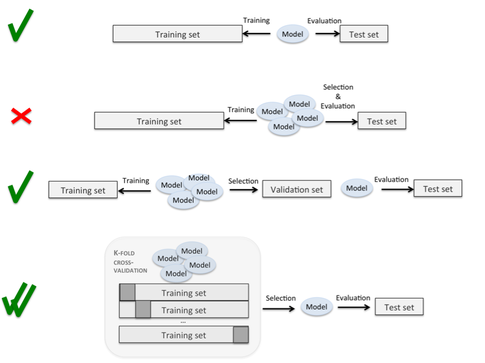 Training
Evaluation
Training set
Model
Test set
Selection
&
Evaluation
Training
Model
Model
Model
Model
Training set
Test set
Training
Model
Model
Model
Model
Selection
Evaluation
Training set
Validation set
Model
Test set
K-FOLD
CROSS-
VALIDATION
Model
Model
Model
Model
Training set
Training set
...
Training set
Selection
Model
Evaluation
Test set